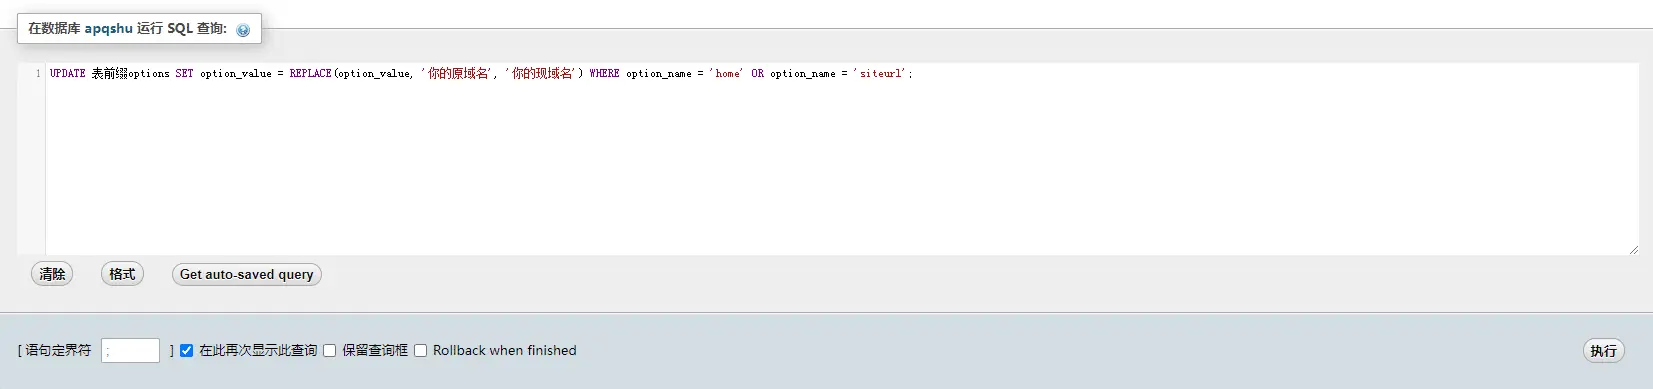 在数据库 apqshu 运行 SQL 查询:
1 UPDATE 表前缀options SET option_value = REPLACE(option_value, '你的原域名', '你的现域名') WHERE option_name = 'home' OR option_name = 'siteurl';
清除 格式 Get auto-saved query
[ 语句定界符 ; ] 在此再次显示此查询 保留查询框 Rollback when finished 执行